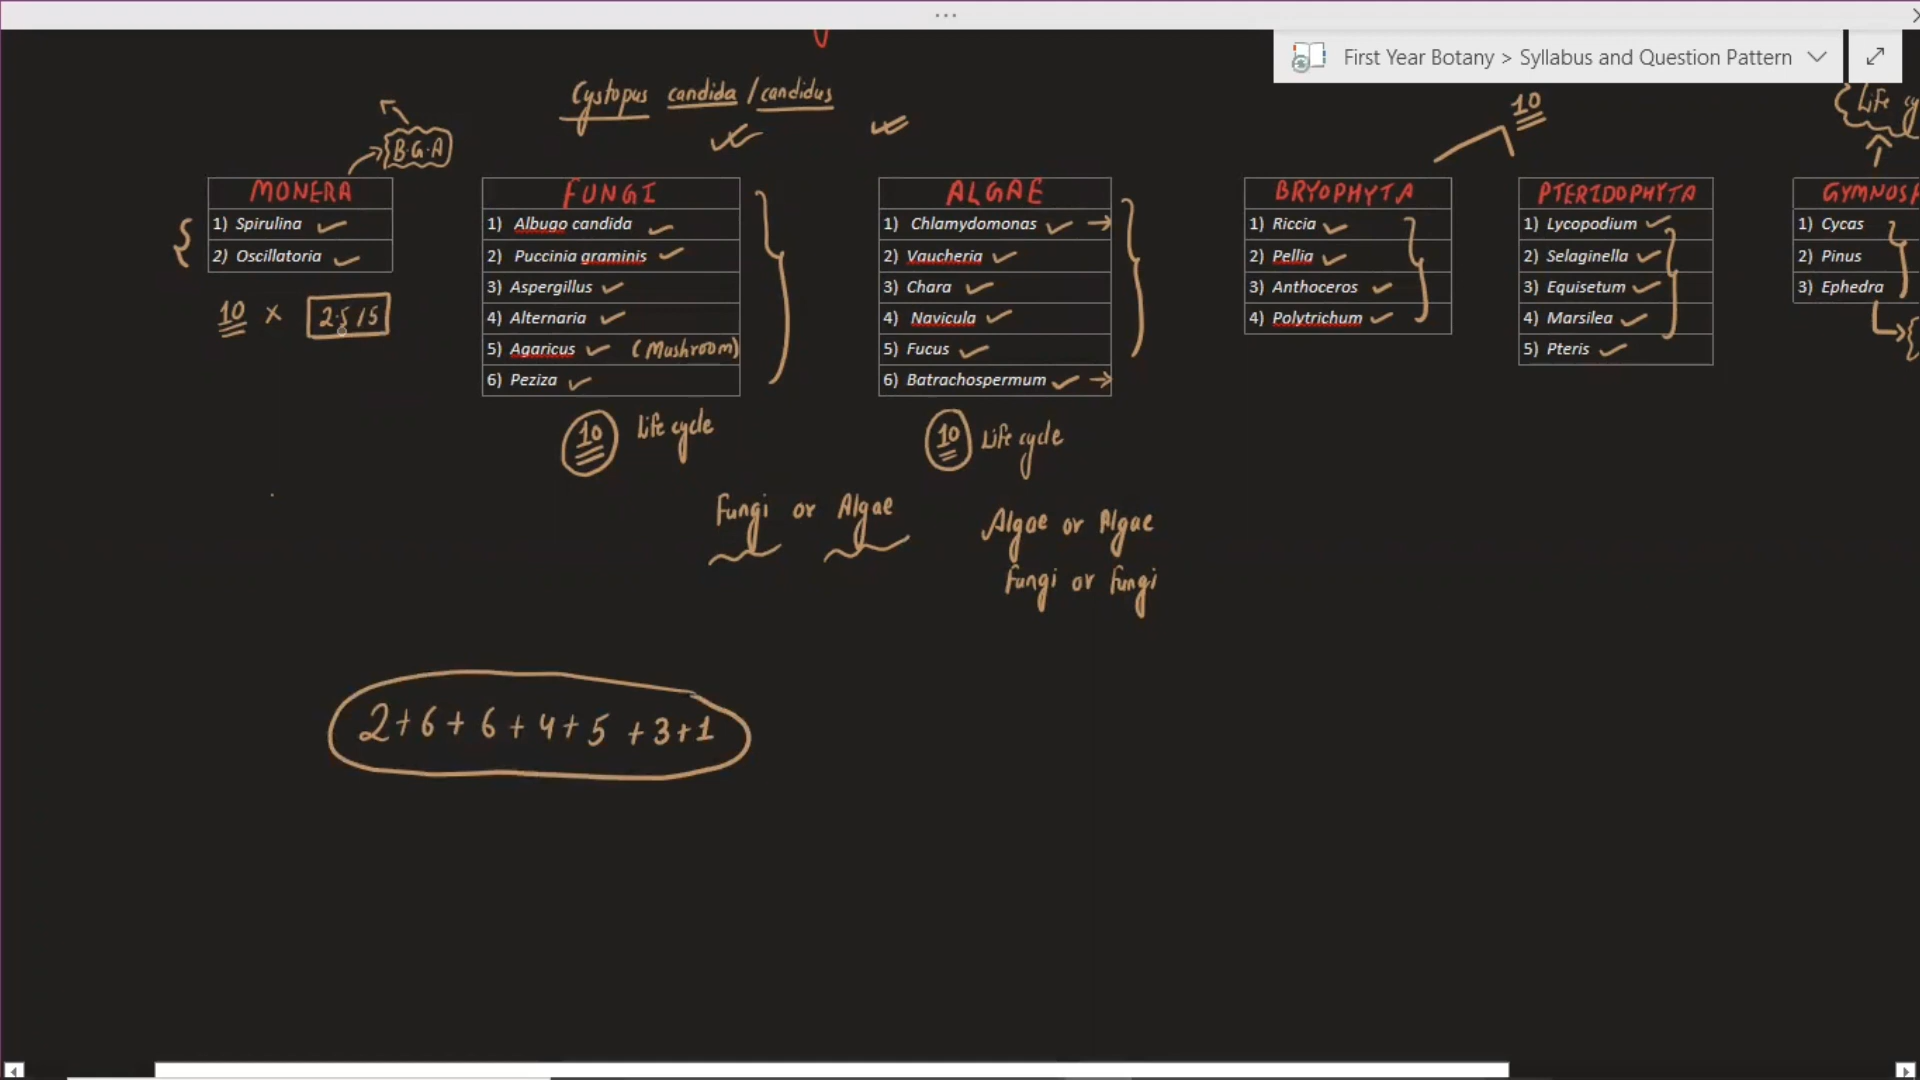 First Year Botany > Syllabus and Question Pattern
Cystopus candida / candidus
10
B.G.A
MONERA
1) Spirulina
2) Oscillatoria
10 x 2.5/5
FUNGI
1) Albugo candida
2) Puccinia graminis
3) Aspergillus
4) Alternaria
5) Agaricus (Mushroom)
6) Peziza
10 Life cycle
ALGAE
1) Chlamydomonas
2) Vaucheria
3) Chara
4) Navicula
5) Fucus
6) Batrachospermum
10 Life cycle
BRYOPHYTA
1) Riccia
2) Pellia
3) Anthoceros
4) Polytrichum
PTERIDOPHYTA
1) Lycopodium
2) Selaginella
3) Equisetum
4) Marsilea
5) Pteris
Life cy
GYMNOS
1) Cycas
2) Pinus
3) Ephedra
Fungi or Algae
Algae or Algae
Fungi or Fungi
2+6+6+4+5+3+1